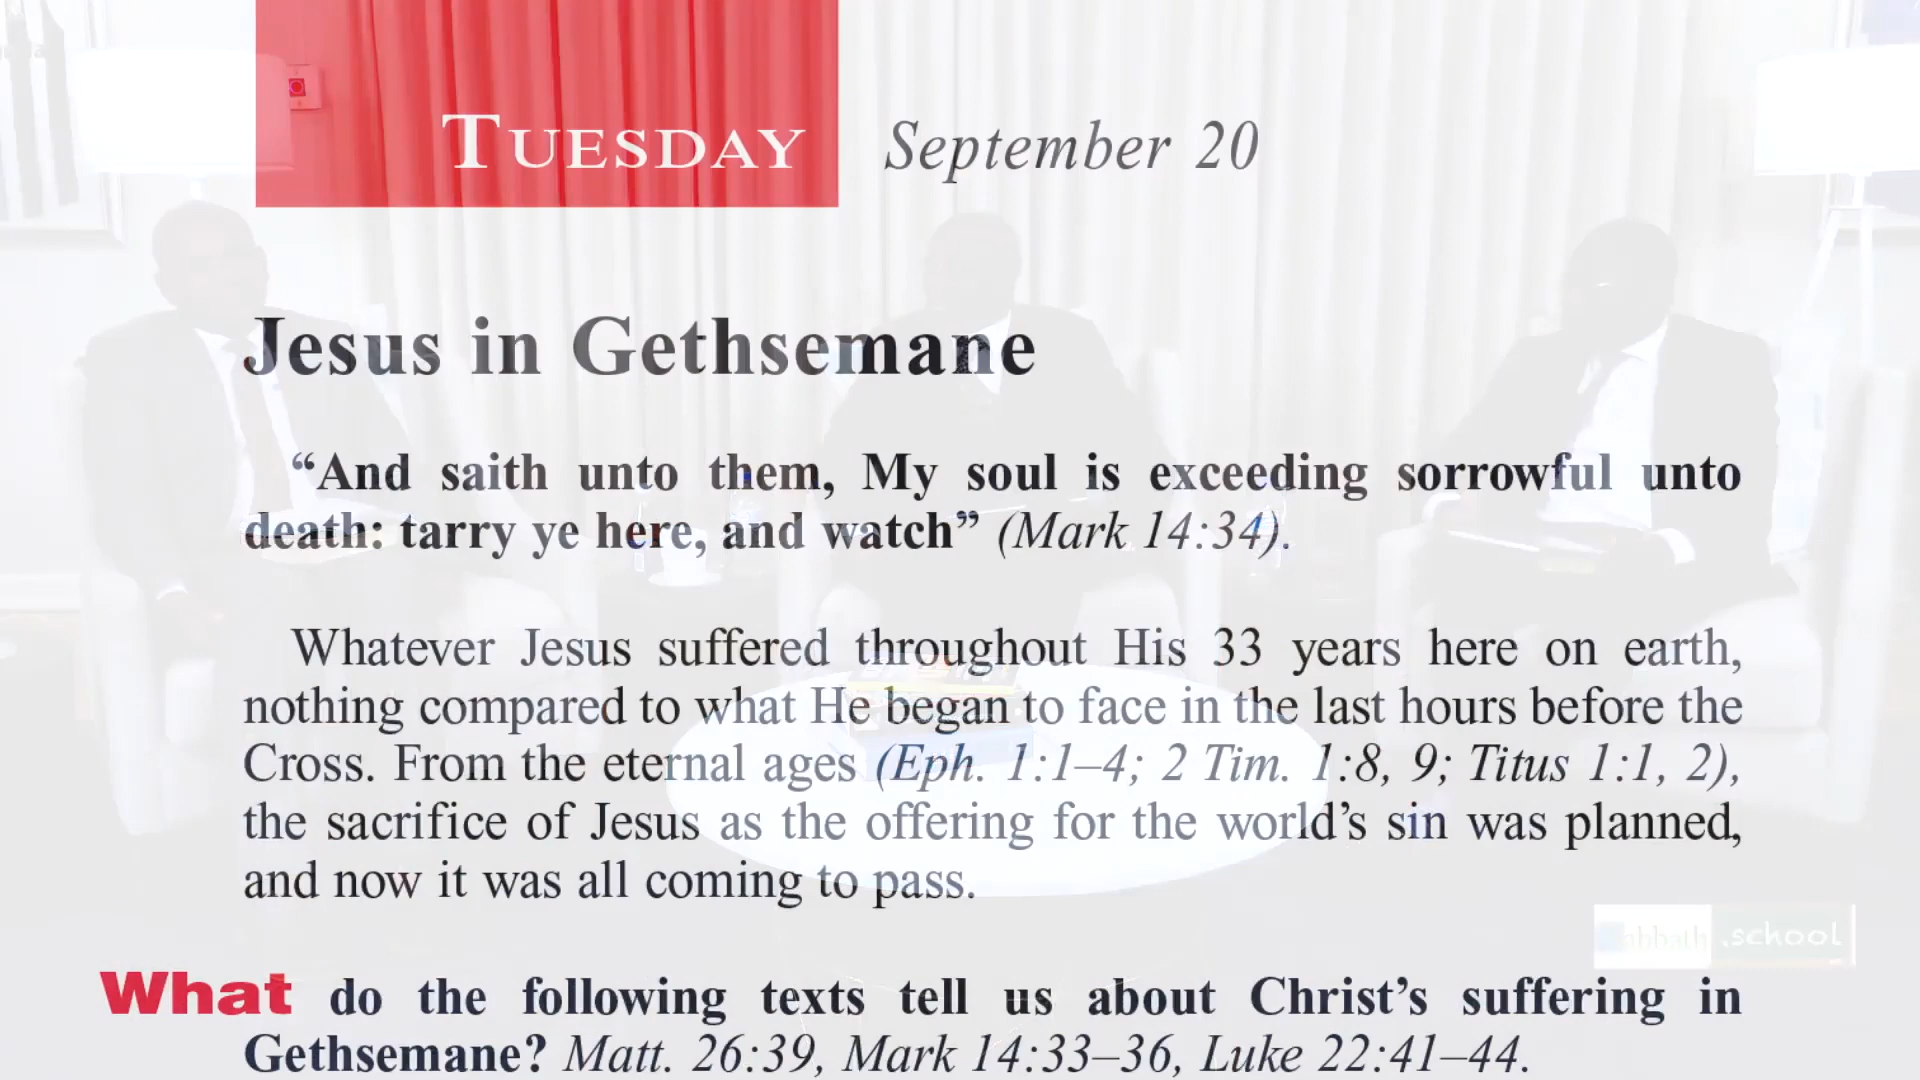 TUESDAY September 20
Jesus in Gethsemane
“And saith unto them, My soul is exceeding sorrowful unto
death: tarry ye here, and watch” (Mark 14:34).
Whatever Jesus suffered throughout His 33 years here on earth,
nothing compared to what He began to face in the last hours before the
Cross. From the eternal ages (Eph. 1:1–4; 2 Tim. 1:8, 9; Titus 1:1, 2),
the sacrifice of Jesus as the offering for the world’s sin was planned,
and now it was all coming to pass.
.school
What do the following texts tell us about Christ’s suffering in
Gethsemane? Matt. 26:39, Mark 14:33–36, Luke 22:41–44.